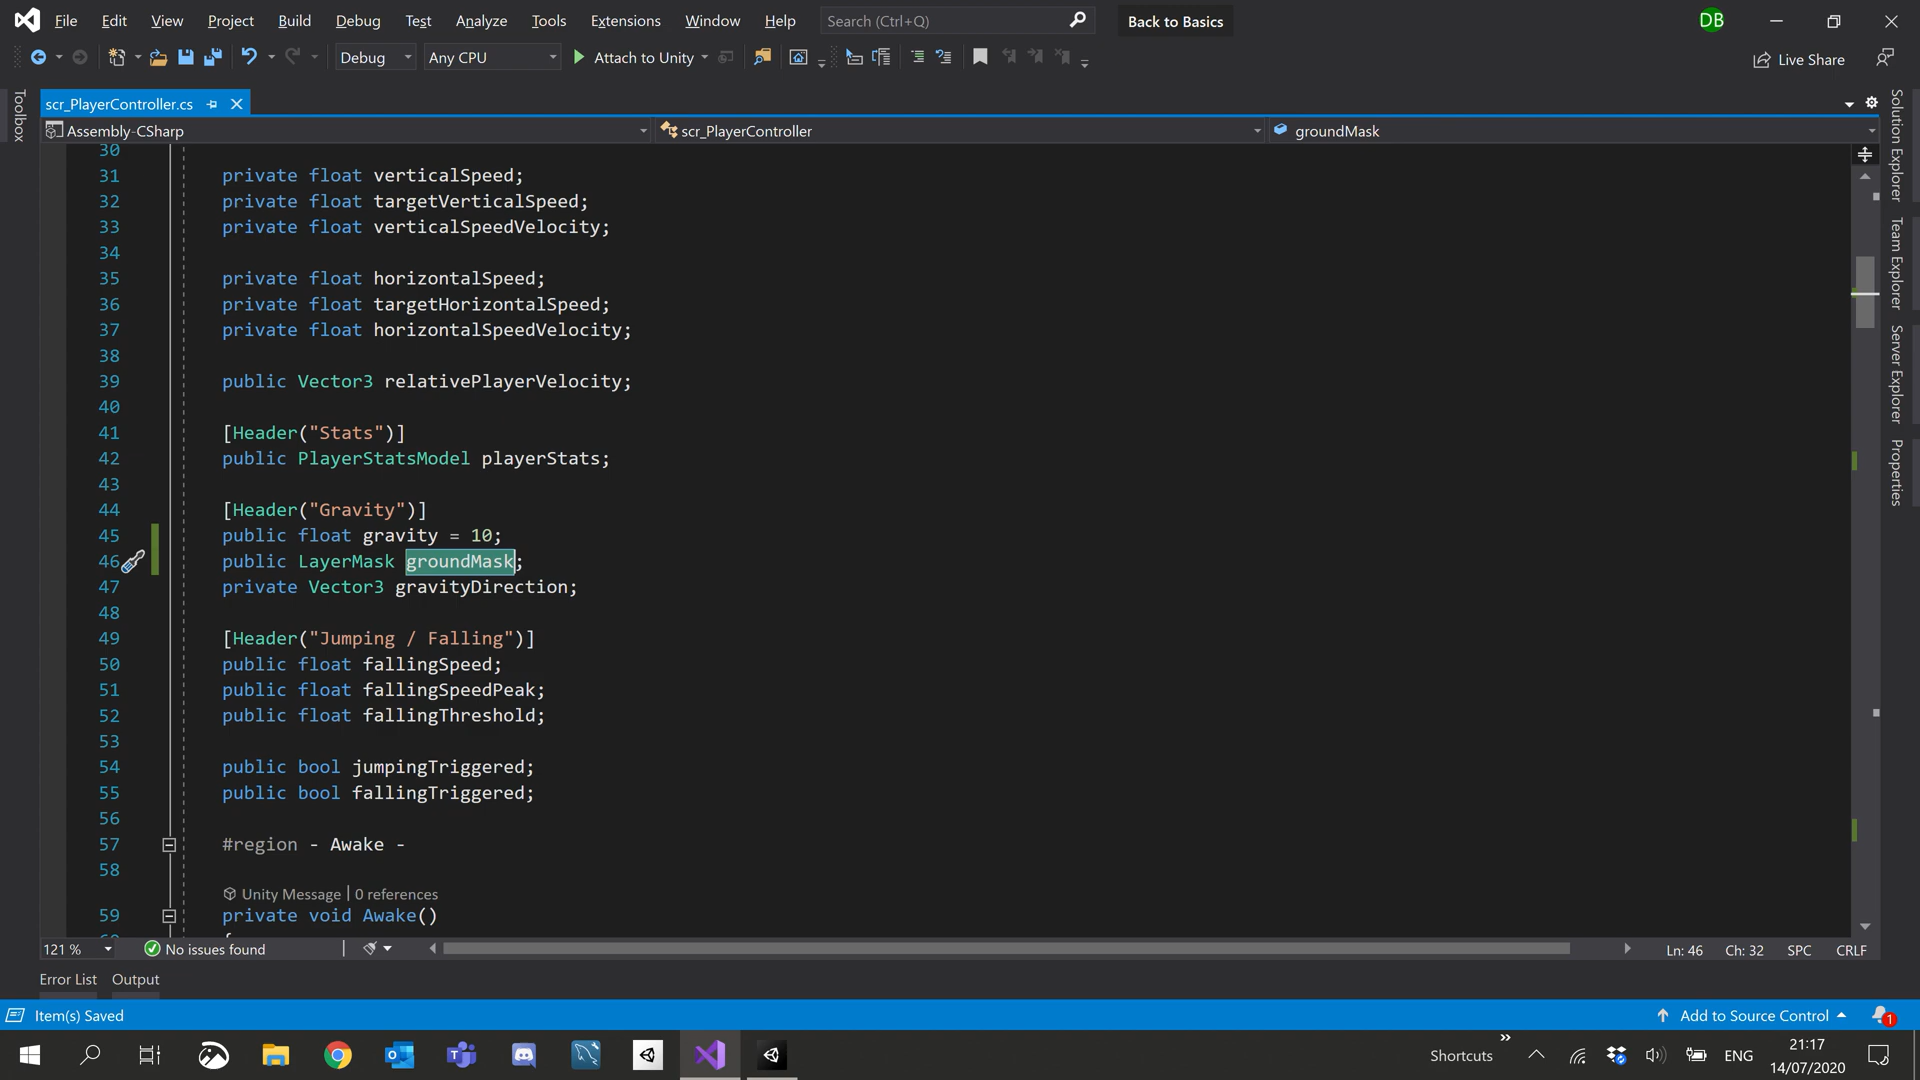 File Edit View Project Build Debug Test Analyze Tools Extensions Window Help Search (Ctrl+Q) Back to Basics DB
Debug Any CPU Attach to Unity Live Share
Toolbox
scr_PlayerController.cs
Assembly-CSharp scr_PlayerController groundMask
30
31 private float verticalSpeed;
32 private float targetVerticalSpeed;
33 private float verticalSpeedVelocity;
34
35 private float horizontalSpeed;
36 private float targetHorizontalSpeed;
37 private float horizontalSpeedVelocity;
38
39 public Vector3 relativePlayerVelocity;
40
41 [Header("Stats")]
42 public PlayerStatsModel playerStats;
43
44 [Header("Gravity")]
45 public float gravity = 10;
46 public LayerMask groundMask;
47 private Vector3 gravityDirection;
48
49 [Header("Jumping / Falling")]
50 public float fallingSpeed;
51 public float fallingSpeedPeak;
52 public float fallingThreshold;
53
54 public bool jumpingTriggered;
55 public bool fallingTriggered;
56
57 #region - Awake -
58
Unity Message | 0 references
59 private void Awake()
Solution Explorer
Team Explorer
Server Explorer
Properties
121 % No issues found Ln: 46 Ch: 32 SPC CRLF
Error List Output
Item(s) Saved Add to Source Control 1
Shortcuts ENG 21:17
14/07/2020